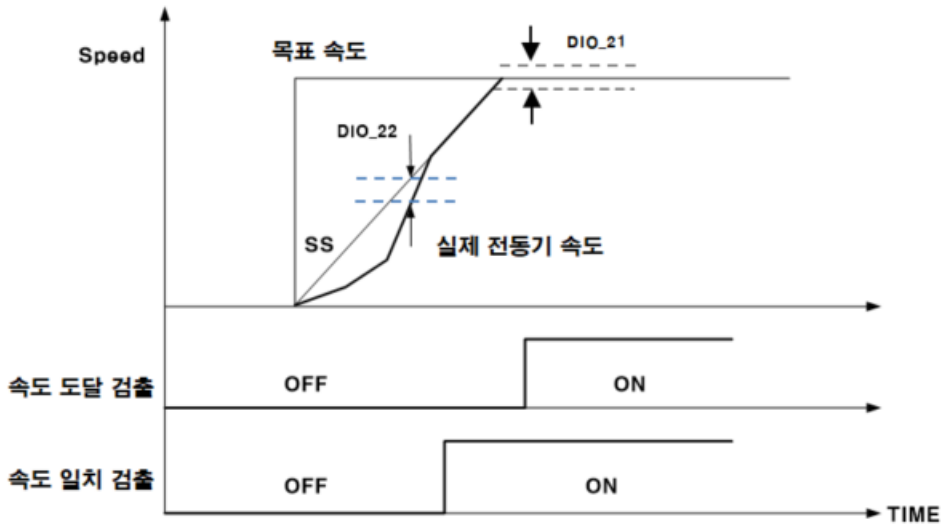 Speed
목표 속도
DIO_21
DIO_22
SS
실제 전동기 속도
속도 도달 검출
OFF
ON
속도 일치 검출
OFF
ON
TIME